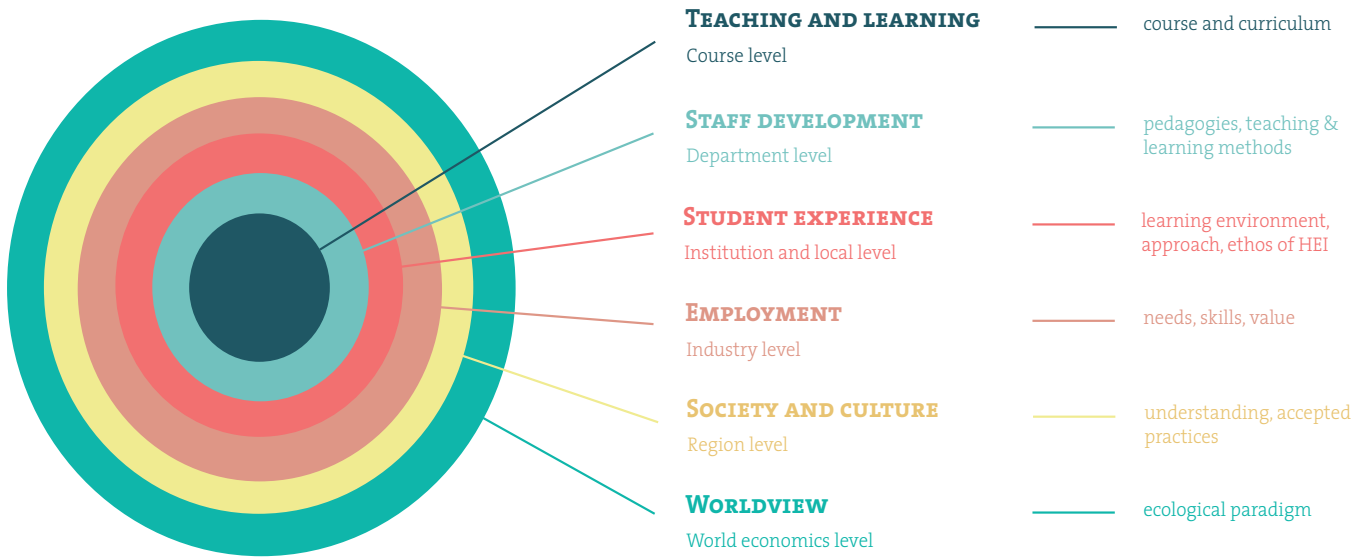 TEACHING AND LEARNING
Course level
course and curriculum
STAFF DEVELOPMENT
Department level
pedagogies, teaching &
learning methods
STUDENT EXPERIENCE
Institution and local level
learning environment,
approach, ethos of HEI
EMPLOYMENT
Industry level
needs, skills, value
SOCIETY AND CULTURE
Region level
understanding, accepted
practices
WORLDVIEW
World economics level
ecological paradigm